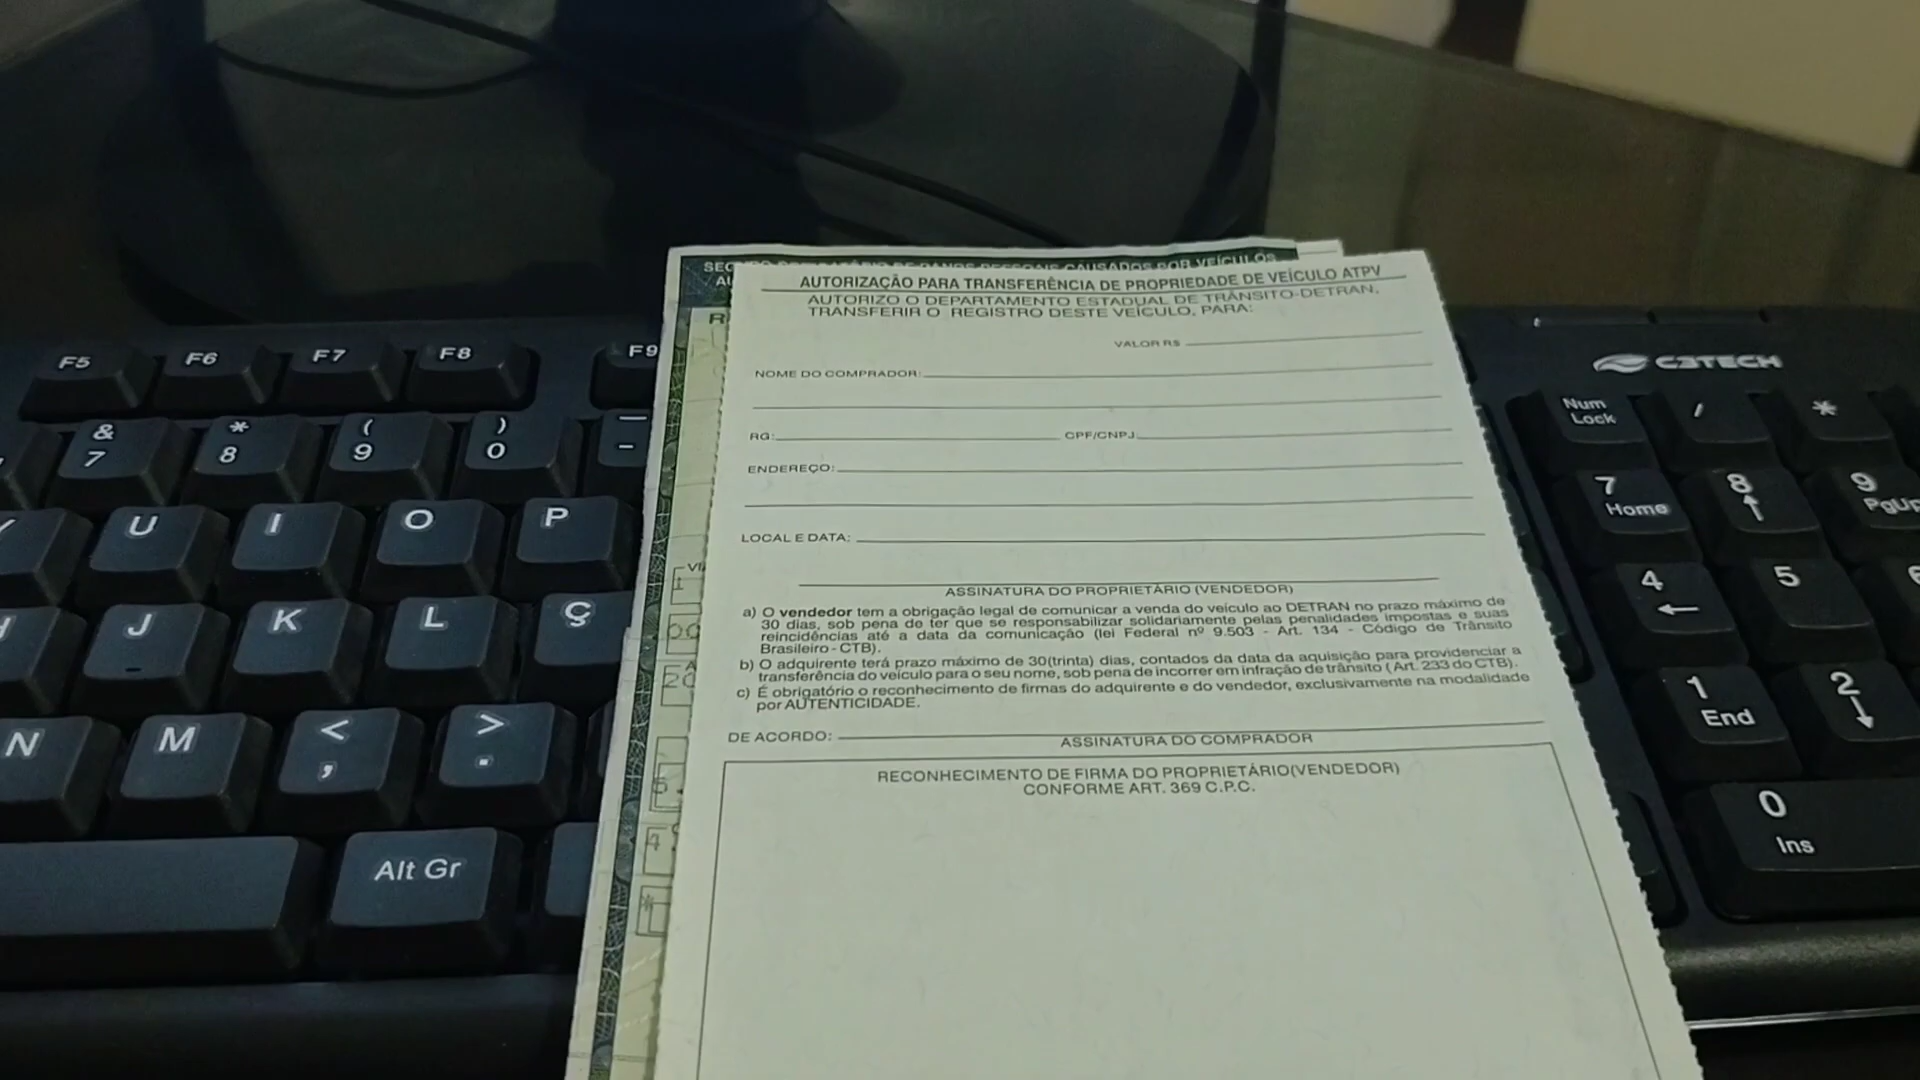 SEGURO OBRIGATÓRIO DE DANOS PESSOAIS CAUSADOS POR VEÍCULOS
AUTORIZAÇÃO PARA TRANSFERÊNCIA DE PROPRIEDADE DE VEÍCULO ATPV
AUTORIZO O DEPARTAMENTO ESTADUAL DE TRÂNSITO-DETRAN,
TRANSFERIR O REGISTRO DESTE VEÍCULO, PARA:
VALOR R$
NOME DO COMPRADOR:
RG: CPF/CNPJ
ENDEREÇO:
LOCAL E DATA:
ASSINATURA DO PROPRIETÁRIO (VENDEDOR)
a) O vendedor tem a obrigação legal de comunicar a venda do veículo ao DETRAN no prazo máximo de
30 dias, sob pena de ter que se responsabilizar solidariamente pelas penalidades impostas e suas
reincidências até a data da comunicação (lei Federal nº 9.503 - Art. 134 - Código de Trânsito
Brasileiro - CTB).
b) O adquirente terá prazo máximo de 30(trinta) dias, contados da data da aquisição para providenciar a
transferência do veículo para o seu nome, sob pena de incorrer em infração de trânsito ( Art. 233 do CTB).
c) É obrigatório o reconhecimento de firmas do adquirente e do vendedor, exclusivamente na modalidade
por AUTENTICIDADE.
DE ACORDO:
ASSINATURA DO COMPRADOR
RECONHECIMENTO DE FIRMA DO PROPRIETÁRIO(VENDEDOR)
CONFORME ART. 369 C.P.C.
F5 F6 F7 F8 F9
& 7 * 8 ( 9 ) 0 -
U I O P
J K L Ç
N M < , > .
Alt Gr
C3TECH
Num Lock / *
7 Home 8 ↑ 9 PgUp
4 ← 5 6
1 End 2 ↓
0 Ins